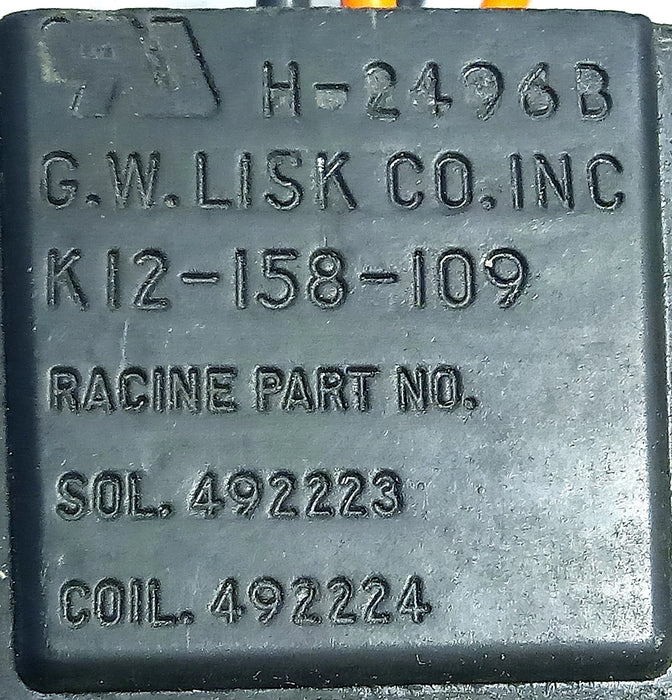 H-2496B
G.W.LISK CO.INC
K12-158-109
RACINE PART NO.
SOL. 492223
COIL. 492224